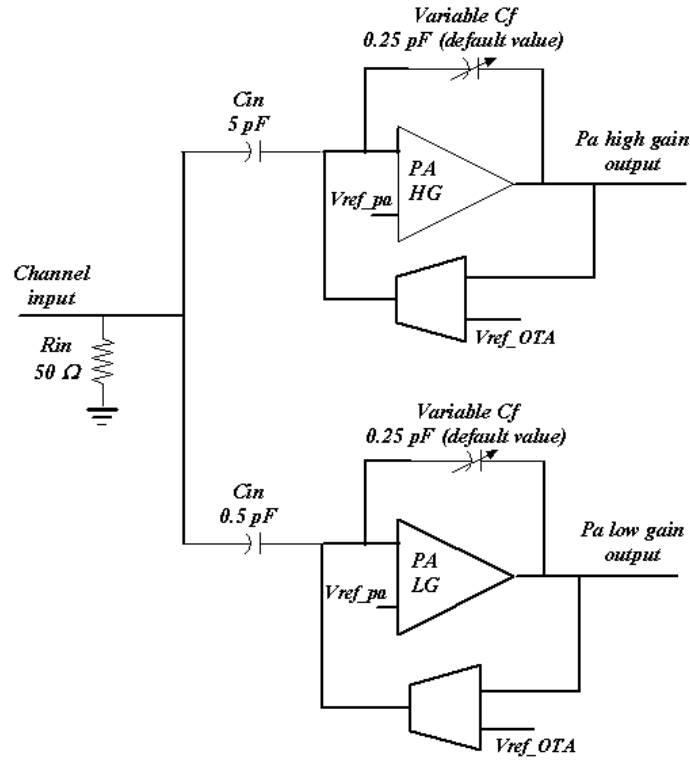 Variable Cf
0.25 pF (default value)
Cin
5 pF
Pa high gain
output
PA
HG
Vref_pa
Channel
input
Vref_OTA
Rin
50 Ω
Variable Cf
0.25 pF (default value)
Cin
0.5 pF
Pa low gain
output
PA
LG
Vref_pa
Vref_OTA